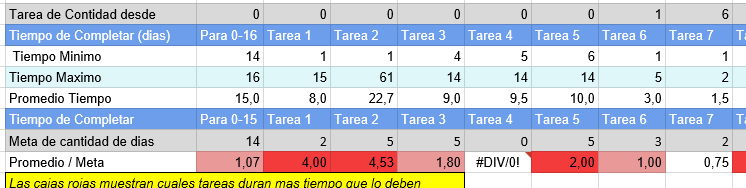 Tarea de Contidad desde 0 0 0 0 0 0 1 6
Tiempo de Completar (dias) Para 0-16 Tarea 1 Tarea 2 Tarea 3 Tarea 4 Tarea 5 Tarea 6 Tarea 7
Tiempo Minimo 14 1 1 4 5 6 1 1
Tiempo Maximo 16 15 61 14 14 14 5 2
Promedio Tiempo 15,0 8,0 22,7 9,0 9,5 10,0 3,0 1,5
Tiempo de Completar Para 0-15 Tarea 1 Tarea 2 Tarea 3 Tarea 4 Tarea 5 Tarea 6 Tarea 7
Meta de cantidad de dias 14 2 5 5 0 5 3 2
Promedio / Meta 1,07 4,00 4,53 1,80 #DIV/0! 2,00 1,00 0,75
Las cajas rojas muestran cuales tareas duran mas tiempo que lo deben